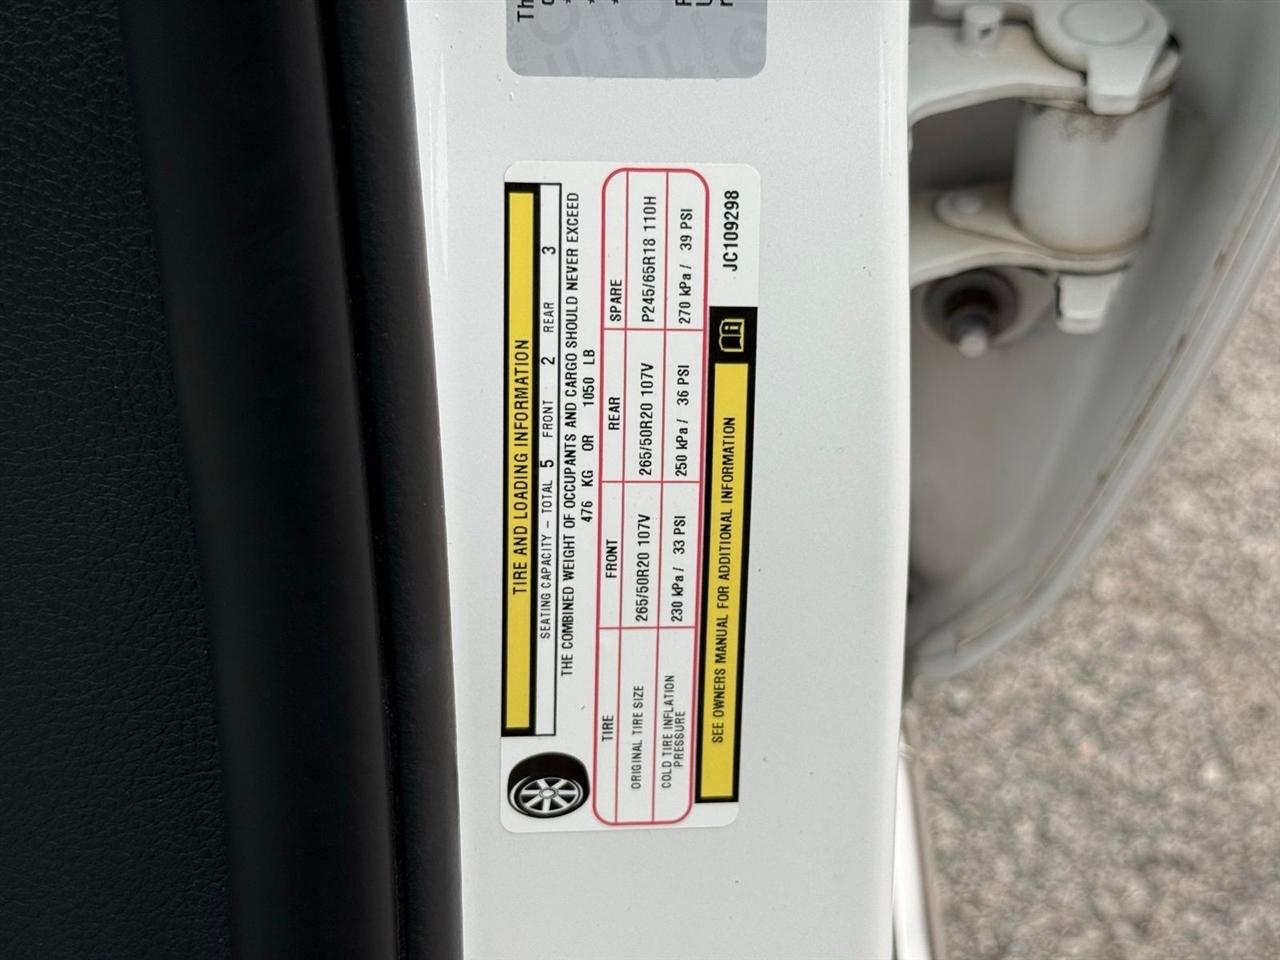 Th
TIRE AND LOADING INFORMATION
SEATING CAPACITY – TOTAL 5 FRONT 2 REAR 3
THE COMBINED WEIGHT OF OCCUPANTS AND CARGO SHOULD NEVER EXCEED
476 KG OR 1050 LB
TIRE FRONT REAR SPARE
ORIGINAL TIRE SIZE 265/50R20 107V 265/50R20 107V P245/65R18 110H
COLD TIRE INFLATION PRESSURE 230 kPa / 33 PSI 250 kPa / 36 PSI 270 kPa / 39 PSI
SEE OWNERS MANUAL FOR ADDITIONAL INFORMATION
JC109298